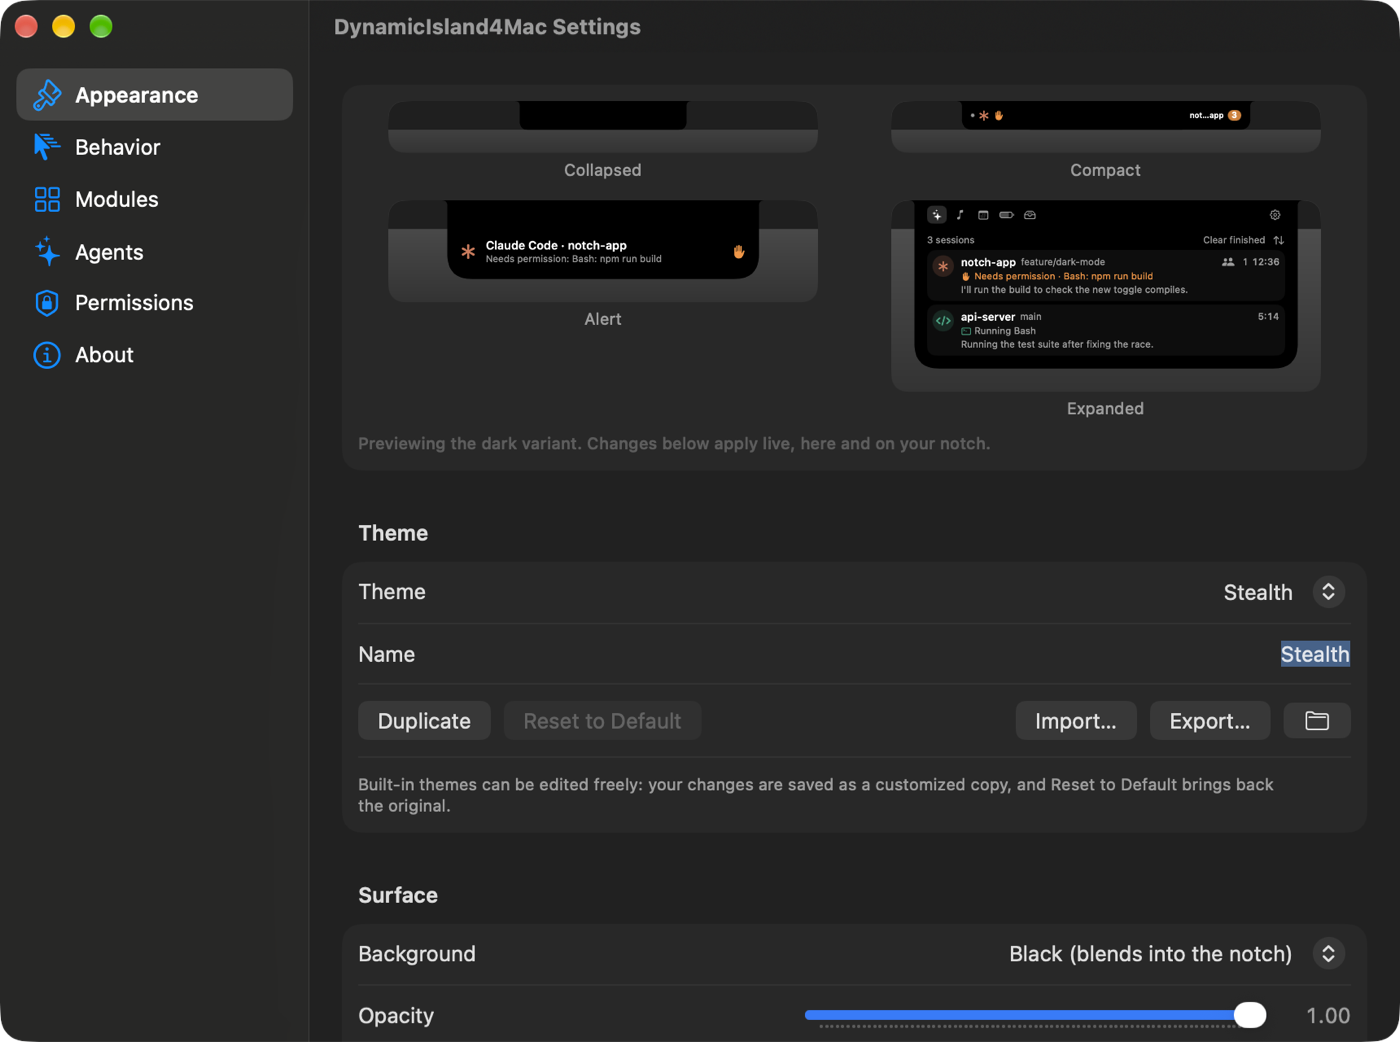 DynamicIsland4Mac Settings
Appearance
Behavior
Modules
Agents
Permissions
About
not...app 3
Collapsed
Compact
Claude Code · notch-app
Needs permission: Bash: npm run build
Alert
3 sessions
Clear finished
notch-app feature/dark-mode
1 12:36
Needs permission · Bash: npm run build
I'll run the build to check the new toggle compiles.
</> api-server main
5:14
Running Bash
Running the test suite after fixing the race.
Expanded
Previewing the dark variant. Changes below apply live, here and on your notch.
Theme
Theme
Stealth
Name
Stealth
Duplicate
Reset to Default
Import...
Export...
Built-in themes can be edited freely: your changes are saved as a customized copy, and Reset to Default brings back
the original.
Surface
Background
Black (blends into the notch)
Opacity
1.00